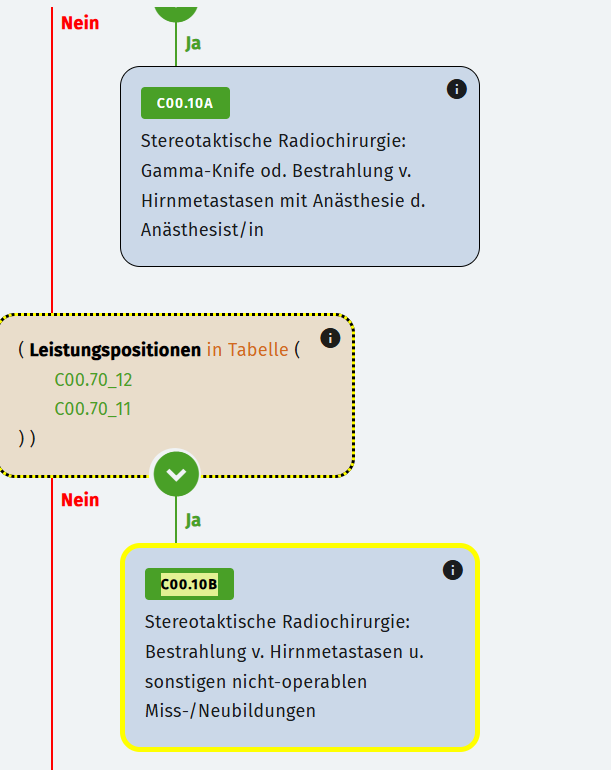 Nein
Ja
C00.10A
Stereotaktische Radiochirurgie:
Gamma-Knife od. Bestrahlung v.
Hirnmetastasen mit Anästhesie d.
Anästhesist/in
( Leistungspositionen in Tabelle (
C00.70_12
C00.70_11
) )
Nein
Ja
C00.10B
Stereotaktische Radiochirurgie:
Bestrahlung v. Hirnmetastasen u.
sonstigen nicht-operablen
Miss-/Neubildungen